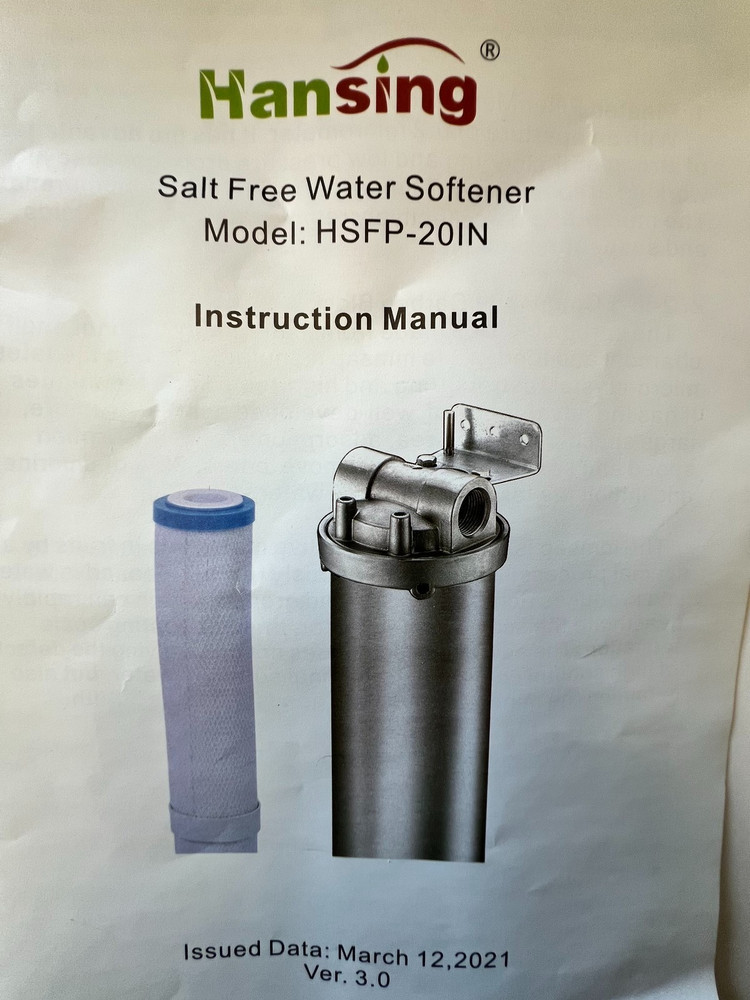 Hansing®
Salt Free Water Softener
Model: HSFP-20IN
Instruction Manual
Issued Data: March 12,2021
Ver. 3.0